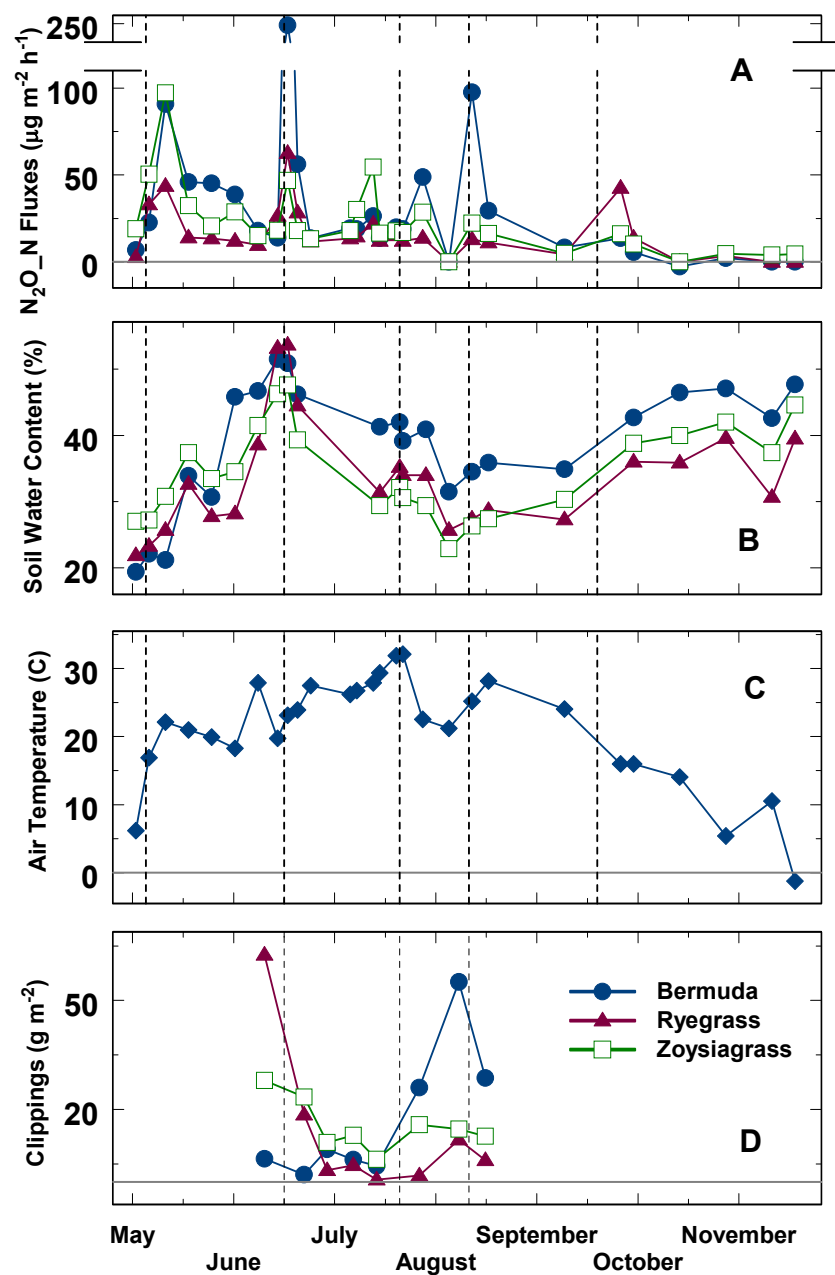 N₂O_N Fluxes (µg m⁻² h⁻¹)
250
100
50
0
A
Soil Water Content (%)
40
20
B
Air Temperature (C)
30
20
10
0
C
Clippings (g m⁻²)
50
20
Bermuda
Ryegrass
Zoysiagrass
D
May
June
July
August
September
October
November